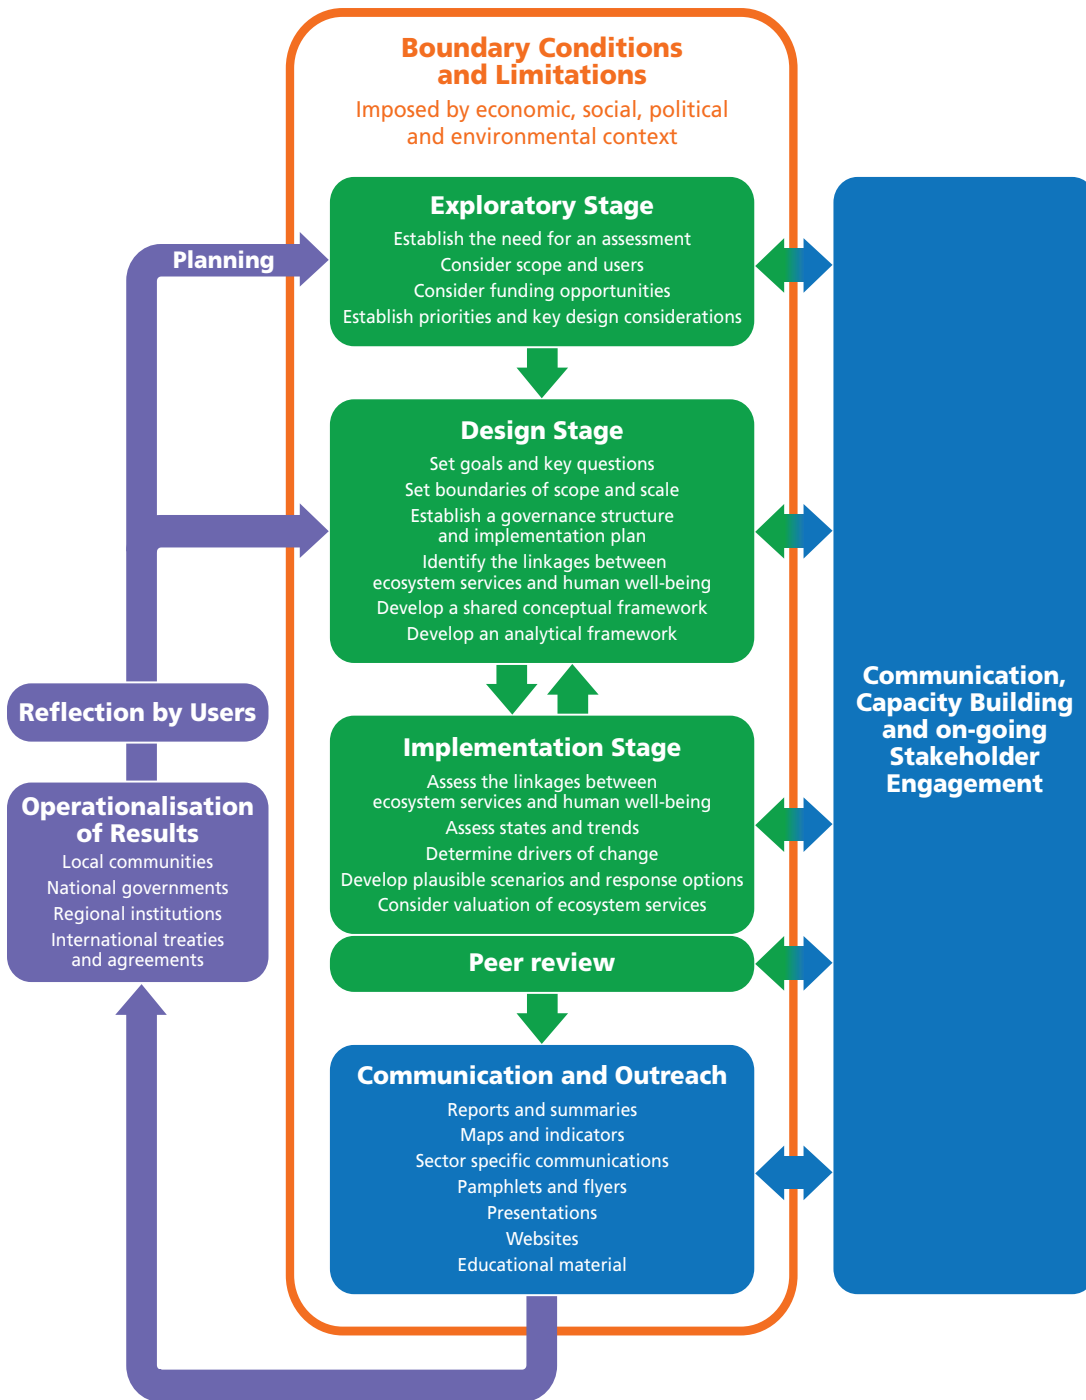 Boundary Conditions
and Limitations
Imposed by economic, social, political
and environmental context
Exploratory Stage
Establish the need for an assessment
Consider scope and users
Consider funding opportunities
Establish priorities and key design considerations
Planning
Design Stage
Set goals and key questions
Set boundaries of scope and scale
Establish a governance structure
and implementation plan
Identify the linkages between
ecosystem services and human well-being
Develop a shared conceptual framework
Develop an analytical framework
Reflection by Users
Operationalisation
of Results
Local communities
National governments
Regional institutions
International treaties
and agreements
Implementation Stage
Assess the linkages between
ecosystem services and human well-being
Assess states and trends
Determine drivers of change
Develop plausible scenarios and response options
Consider valuation of ecosystem services
Peer review
Communication and Outreach
Reports and summaries
Maps and indicators
Sector specific communications
Pamphlets and flyers
Presentations
Websites
Educational material
Communication,
Capacity Building
and on-going
Stakeholder
Engagement